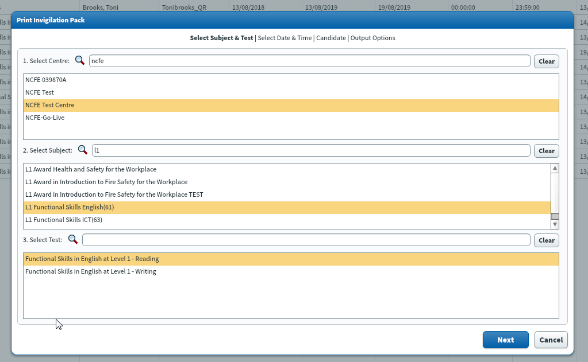 Brooks, Toni Tonibrooks_QR 13/08/2018 13/08/2019 19/08/2019 00:00:00 23:59:00
Print Invigilation Pack
Select Subject & Test | Select Date & Time | Candidate | Output Options
1. Select Centre: ncfe Clear
NCFE 039870A
NCFE Test
NCFE Test Centre
NCFE-Go-Live
2. Select Subject: l1 Clear
L1 Award Health and Safety for the Workplace
L1 Award in Introduction to Fire Safety for the Workplace
L1 Award in Introduction to Fire Safety for the Workplace TEST
L1 Functional Skills English(61)
L1 Functional Skills ICT(63)
3. Select Test: Clear
Functional Skills in English at Level 1 - Reading
Functional Skills in English at Level 1 - Writing
Next Cancel